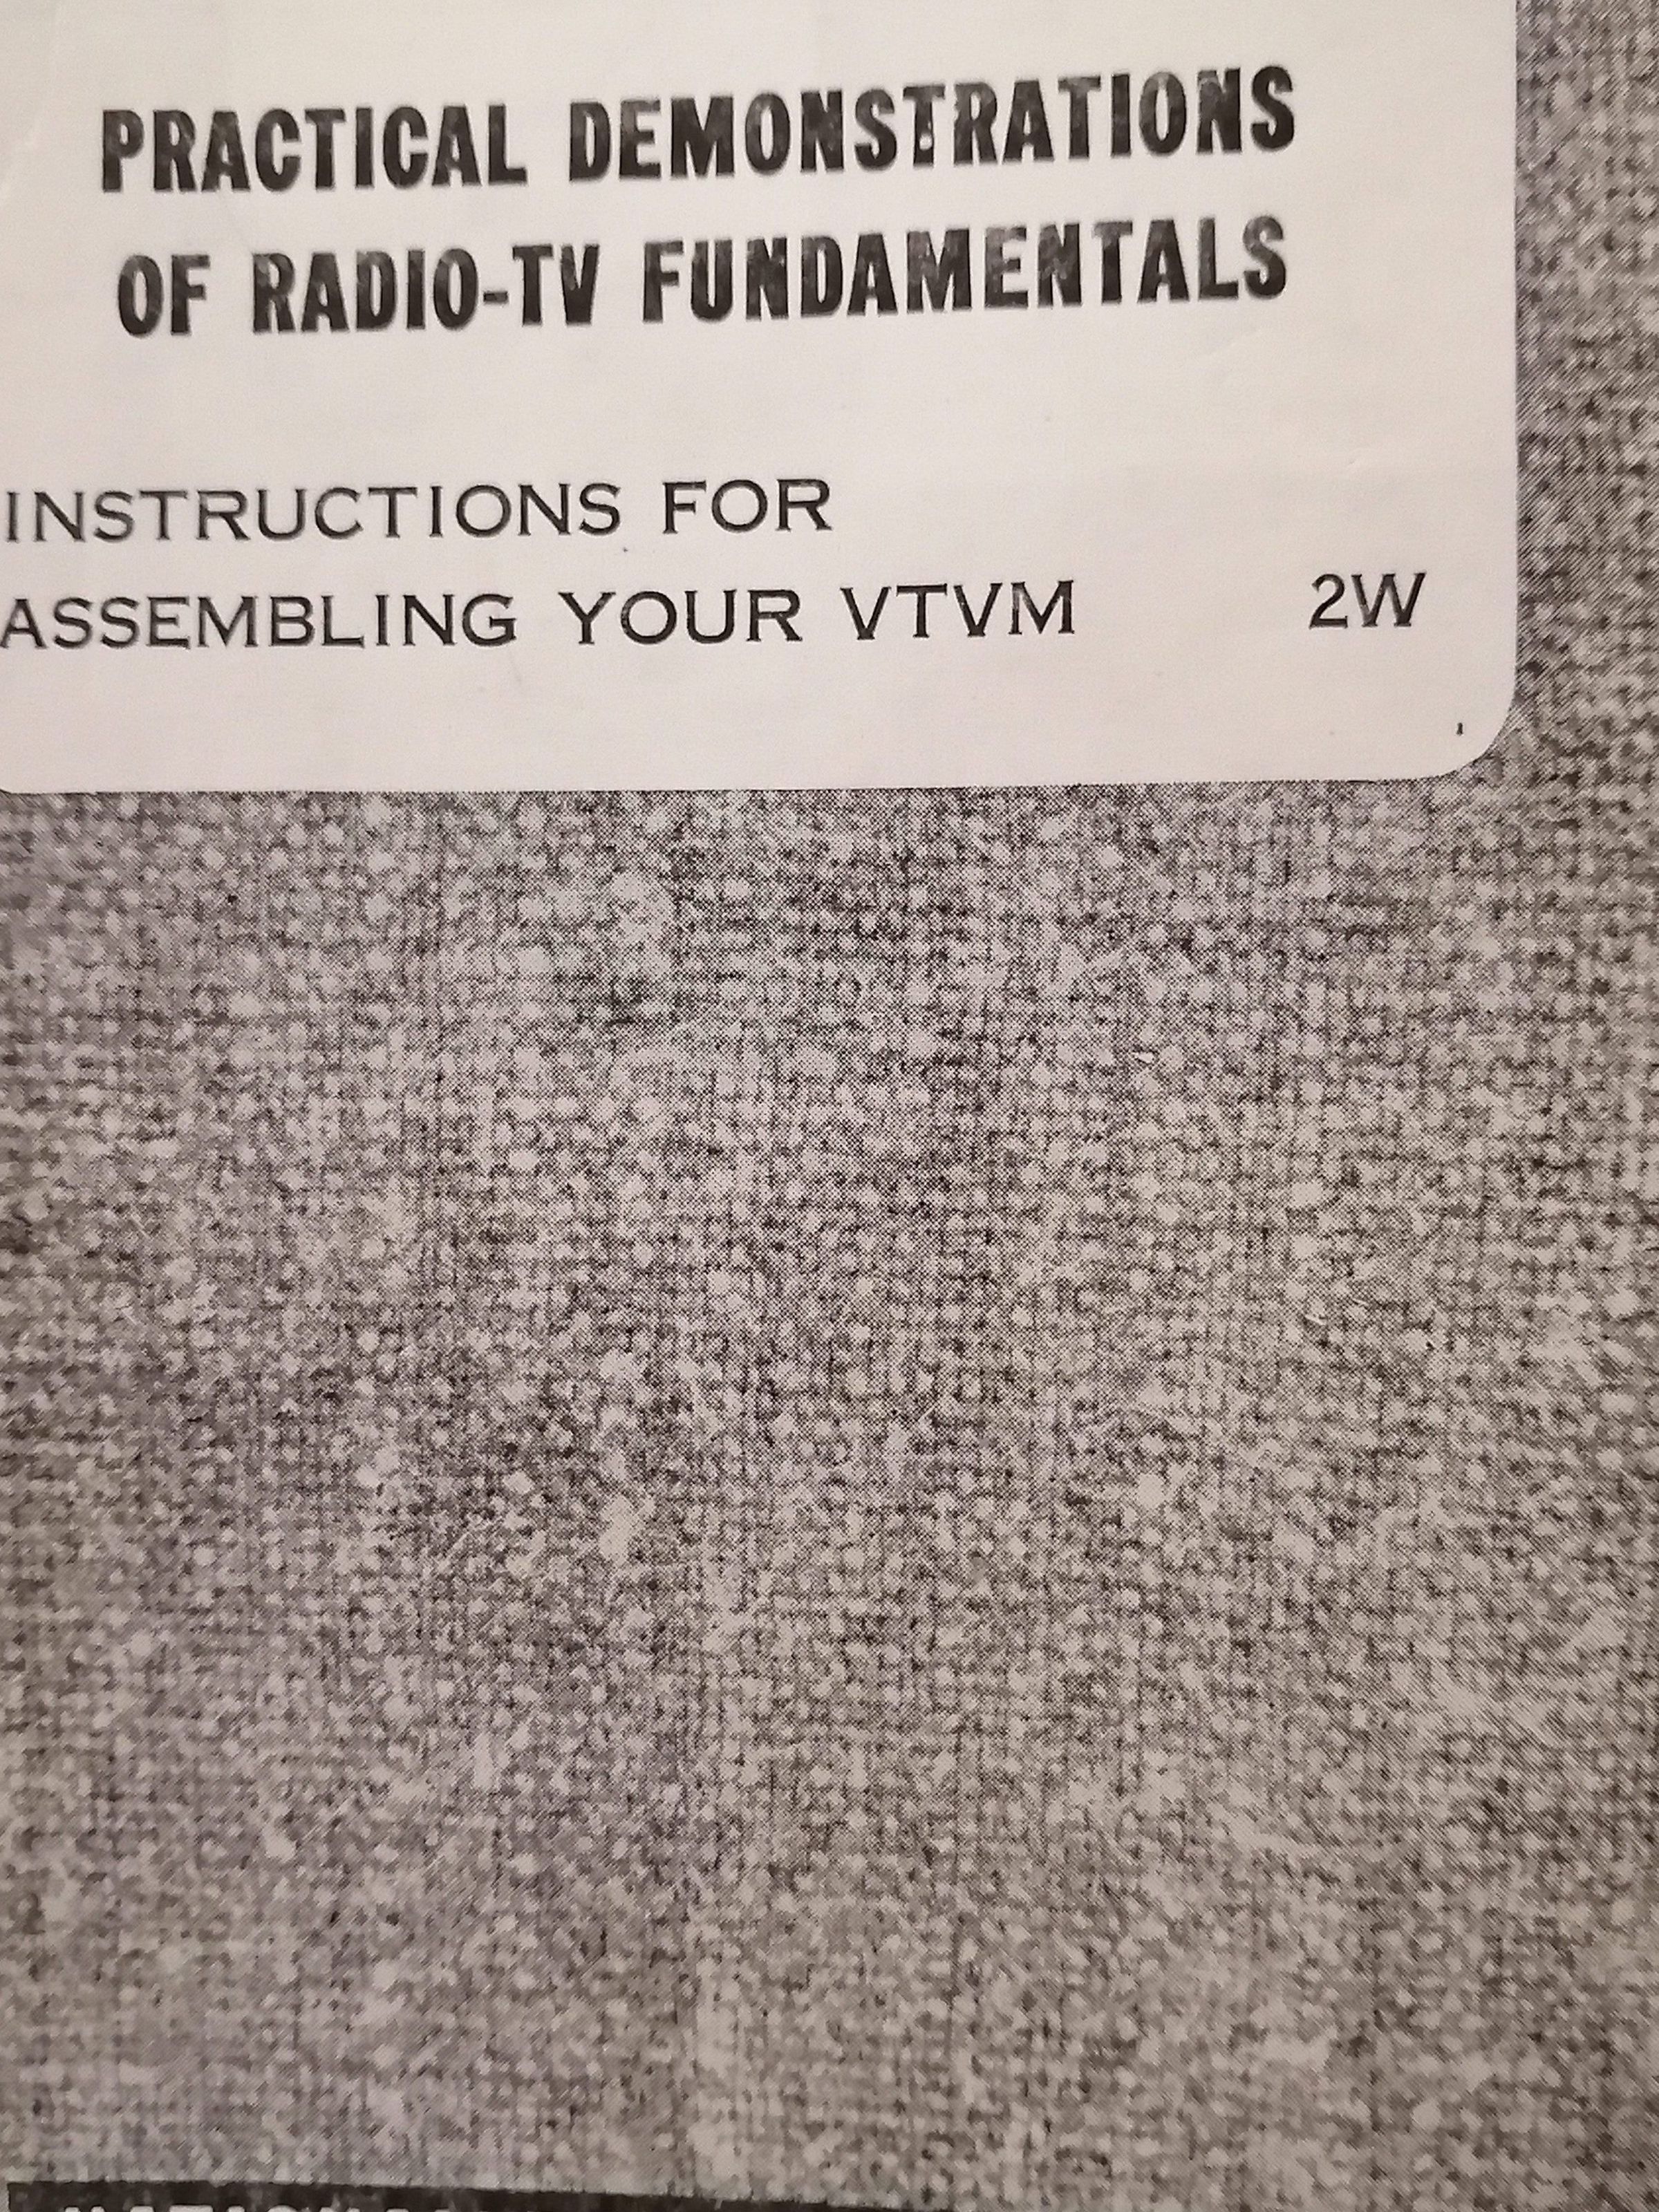 PRACTICAL DEMONSTRATIONS
OF RADIO-TV FUNDAMENTALS
INSTRUCTIONS FOR
ASSEMBLING YOUR VTVM 2W